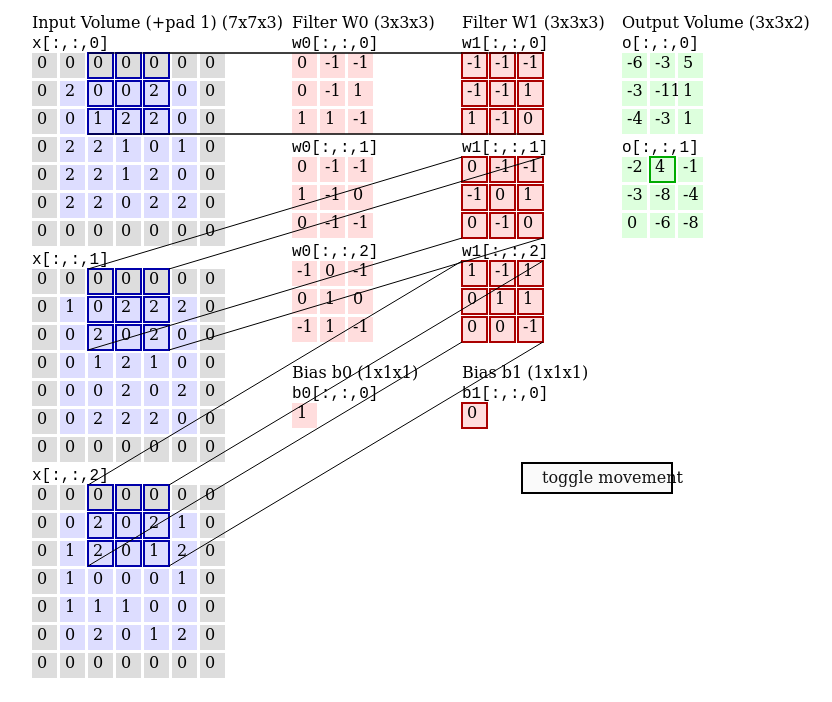 Input Volume (+pad 1) (7x7x3) Filter W0 (3x3x3) Filter W1 (3x3x3) Output Volume (3x3x2)
x[:,:,0] w0[:,:,0] w1[:,:,0] o[:,:,0]
0 0 0 0 0 0 0 0 -1 -1 -1 -1 -1 -6 -3 5
0 2 0 0 2 0 0 0 -1 1 -1 -1 1 -3 -11 1
0 0 1 2 2 0 0 1 1 -1 1 -1 0 -4 -3 1
0 2 2 1 0 1 0 w0[:,:,1] w1[:,:,1] o[:,:,1]
0 2 2 1 2 0 0 0 -1 -1 0 -1 -1 -2 4 -1
0 2 2 0 2 2 0 1 -1 0 -1 0 1 -3 -8 -4
0 0 0 0 0 0 0 0 -1 -1 0 -1 0 0 -6 -8
x[:,:,1] w0[:,:,2] w1[:,:,2]
0 0 0 0 0 0 0 -1 0 -1 1 -1 1
0 1 0 2 2 2 0 0 1 0 0 1 1
0 0 2 0 2 0 0 -1 1 -1 0 0 -1
0 0 1 2 1 0 0 Bias b0 (1x1x1) Bias b1 (1x1x1)
0 0 0 2 0 2 0 b0[:,:,0] b1[:,:,0]
0 0 2 2 2 0 0 1 0
0 0 0 0 0 0 0
x[:,:,2] toggle movement
0 0 0 0 0 0 0
0 0 2 0 2 1 0
0 1 2 0 1 2 0
0 1 0 0 0 1 0
0 1 1 1 0 0 0
0 0 2 0 1 2 0
0 0 0 0 0 0 0